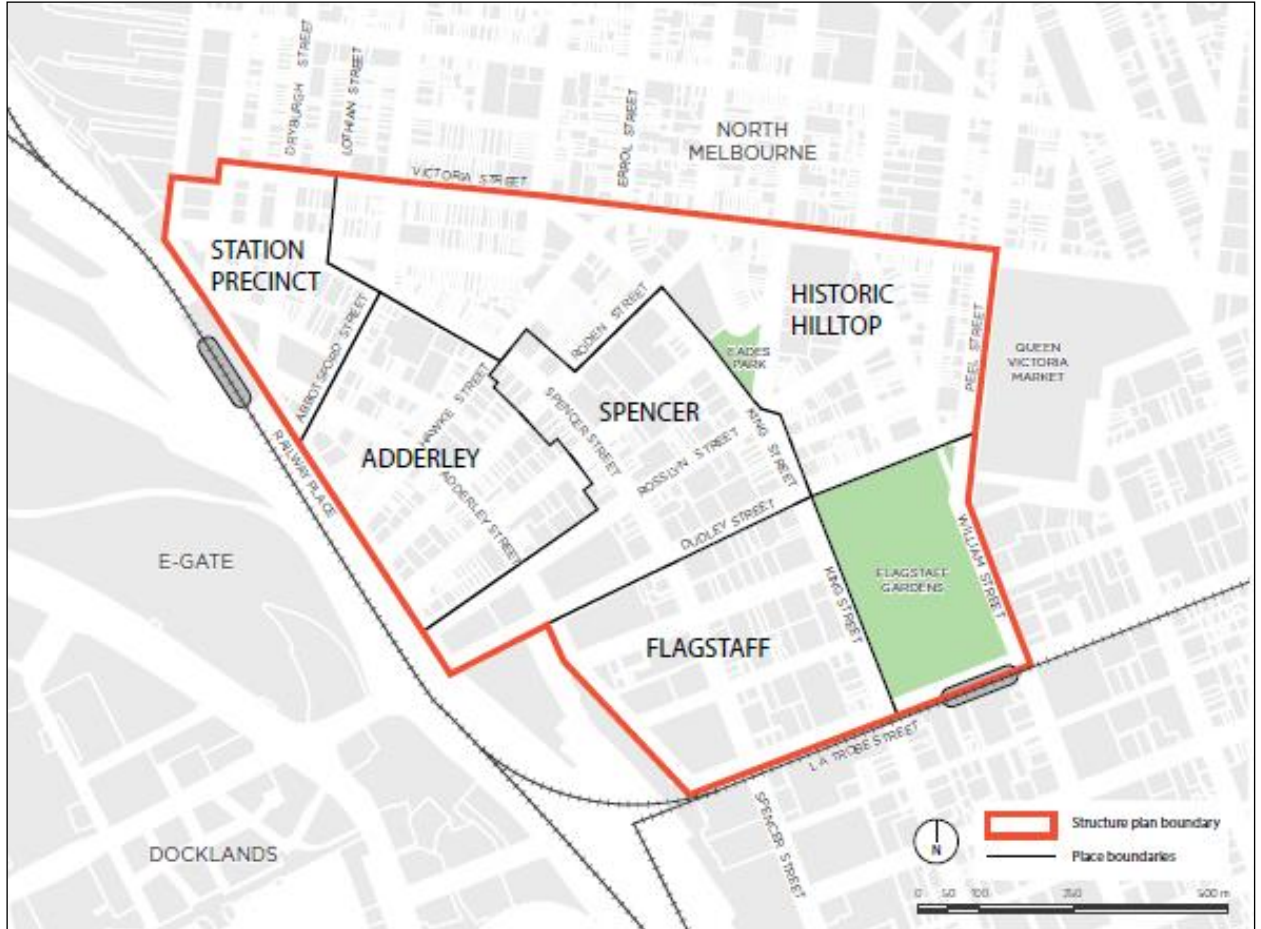 DRYBURGH STREET
LOTHIAN STREET
ERROL STREET
NORTH
MELBOURNE
VICTORIA STREET
STATION
PRECINCT
HISTORIC
HILLTOP
PEEL STREET
QUEEN
VICTORIA
MARKET
RODEN STREET
EADES
PARK
ABBOTSFORD STREET
HAWKE STREET
SPENCER STREET
SPENCER
ROSSLYN STREET
KING STREET
ADDERLEY
ADDERLEY STREET
RAILWAY PLACE
DUDLEY STREET
E-GATE
FLAGSTAFF
GARDENS
WILLIAM STREET
KING STREET
FLAGSTAFF
LA TROBE STREET
SPENCER STREET
DOCKLANDS
N
Structure plan boundary
Place boundaries
0 50 100 250 500 m